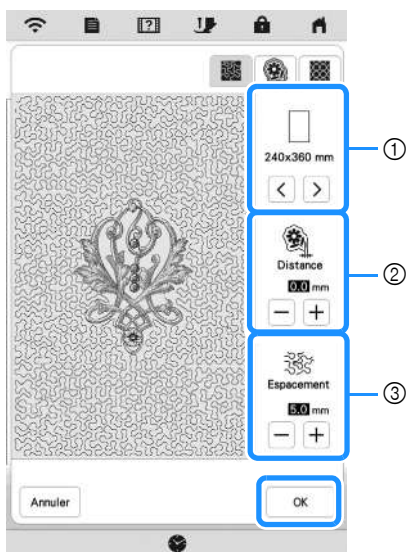 240x360 mm
①
Distance
0.0 mm
②
Espacement
5.0 mm
③
Annuler
OK